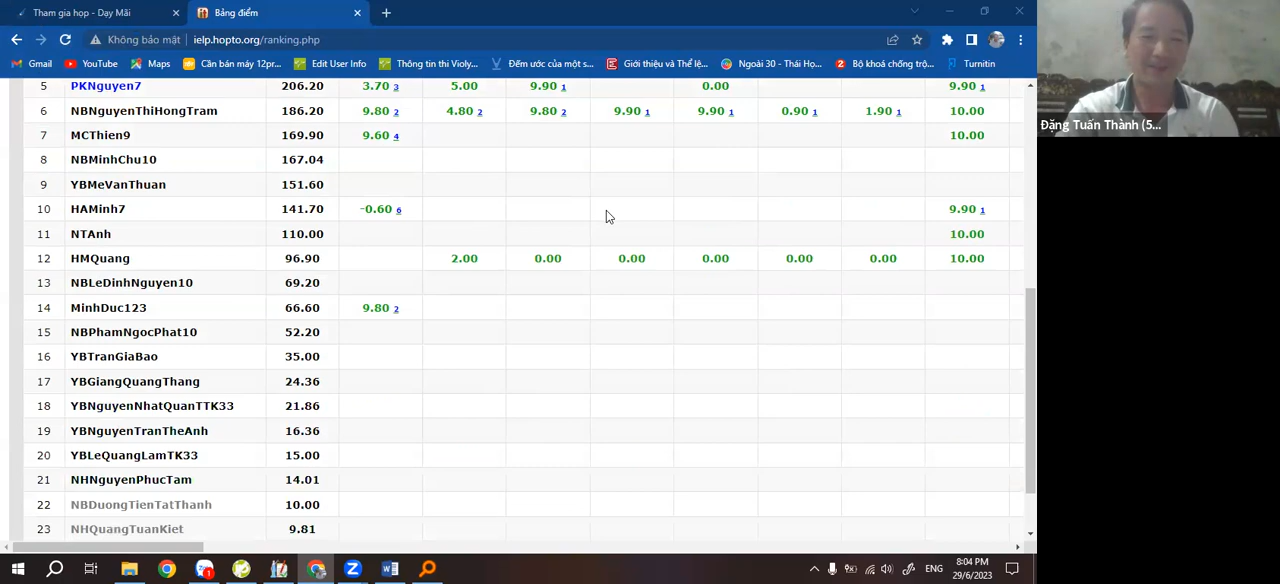 Tham gia họp - Dạy Mãi
Bảng điểm
Không bảo mật
ielp.hopto.org/ranking.php
Gmail YouTube Maps Cần bán máy 12pr... Edit User Info Thông tin thi Violy... Đếm ước của một s... Giới thiệu và Thể lệ... Ngoài 30 - Thái Họ... Bộ khoá chống trộ... Turnitin
5 PKNguyen7 206.20 3.70 3 5.00 9.90 1 0.00 9.90 1
6 NBNguyenThiHongTram 186.20 9.80 2 4.80 2 9.80 2 9.90 1 9.90 1 0.90 1 1.90 1 10.00
7 MCThien9 169.90 9.60 4 10.00
8 NBMinhChu10 167.04
9 YBMeVanThuan 151.60
10 HAMinh7 141.70 -0.60 6 9.90 1
11 NTAnh 110.00 10.00
12 HMQuang 96.90 2.00 0.00 0.00 0.00 0.00 0.00 10.00
13 NBLeDinhNguyen10 69.20
14 MinhDuc123 66.60 9.80 2
15 NBPhamNgocPhat10 52.20
16 YBTranGiaBao 35.00
17 YBGiangQuangThang 24.36
18 YBNguyenNhatQuanTTK33 21.86
19 YBNguyenTranTheAnh 16.36
20 YBLeQuangLamTK33 15.00
21 NHNguyenPhucTam 14.01
22 NBDuongTienTatThanh 10.00
23 NHQuangTuanKiet 9.81
Đặng Tuấn Thành (5...
ENG
8:04 PM
29/6/2023